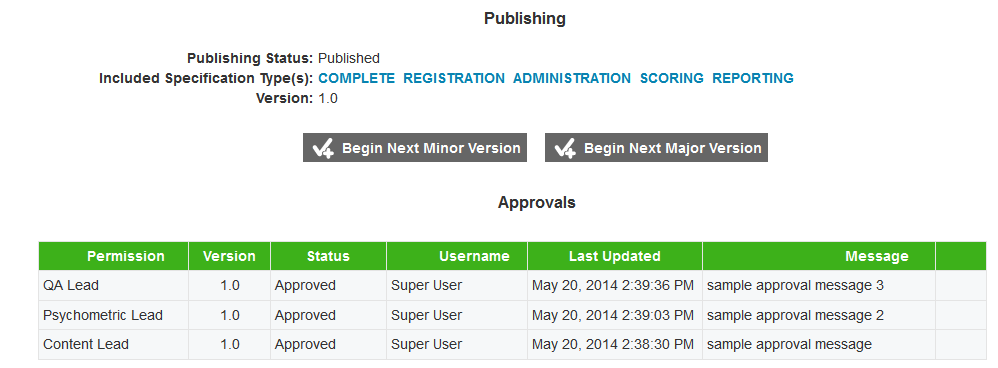 Publishing
Publishing Status: Published
Included Specification Type(s): COMPLETE REGISTRATION ADMINISTRATION SCORING REPORTING
Version: 1.0
Begin Next Minor Version Begin Next Major Version
Approvals
Permission Version Status Username Last Updated Message
QA Lead 1.0 Approved Super User May 20, 2014 2:39:36 PM sample approval message 3
Psychometric Lead 1.0 Approved Super User May 20, 2014 2:39:03 PM sample approval message 2
Content Lead 1.0 Approved Super User May 20, 2014 2:38:30 PM sample approval message